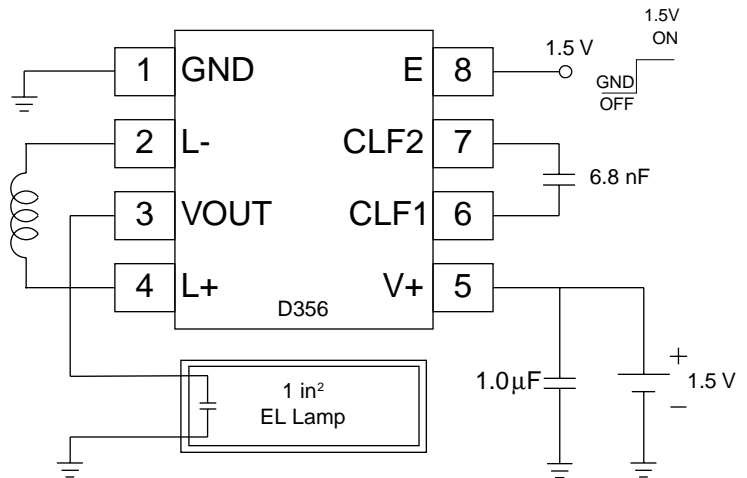 1.5V
ON
1.5 V
GND
OFF
1 GND
E 8
2 L-
CLF2 7
6.8 nF
3 VOUT
CLF1 6
4 L+
V+ 5
D356
1 in²
EL Lamp
1.0µF
+
1.5 V
−